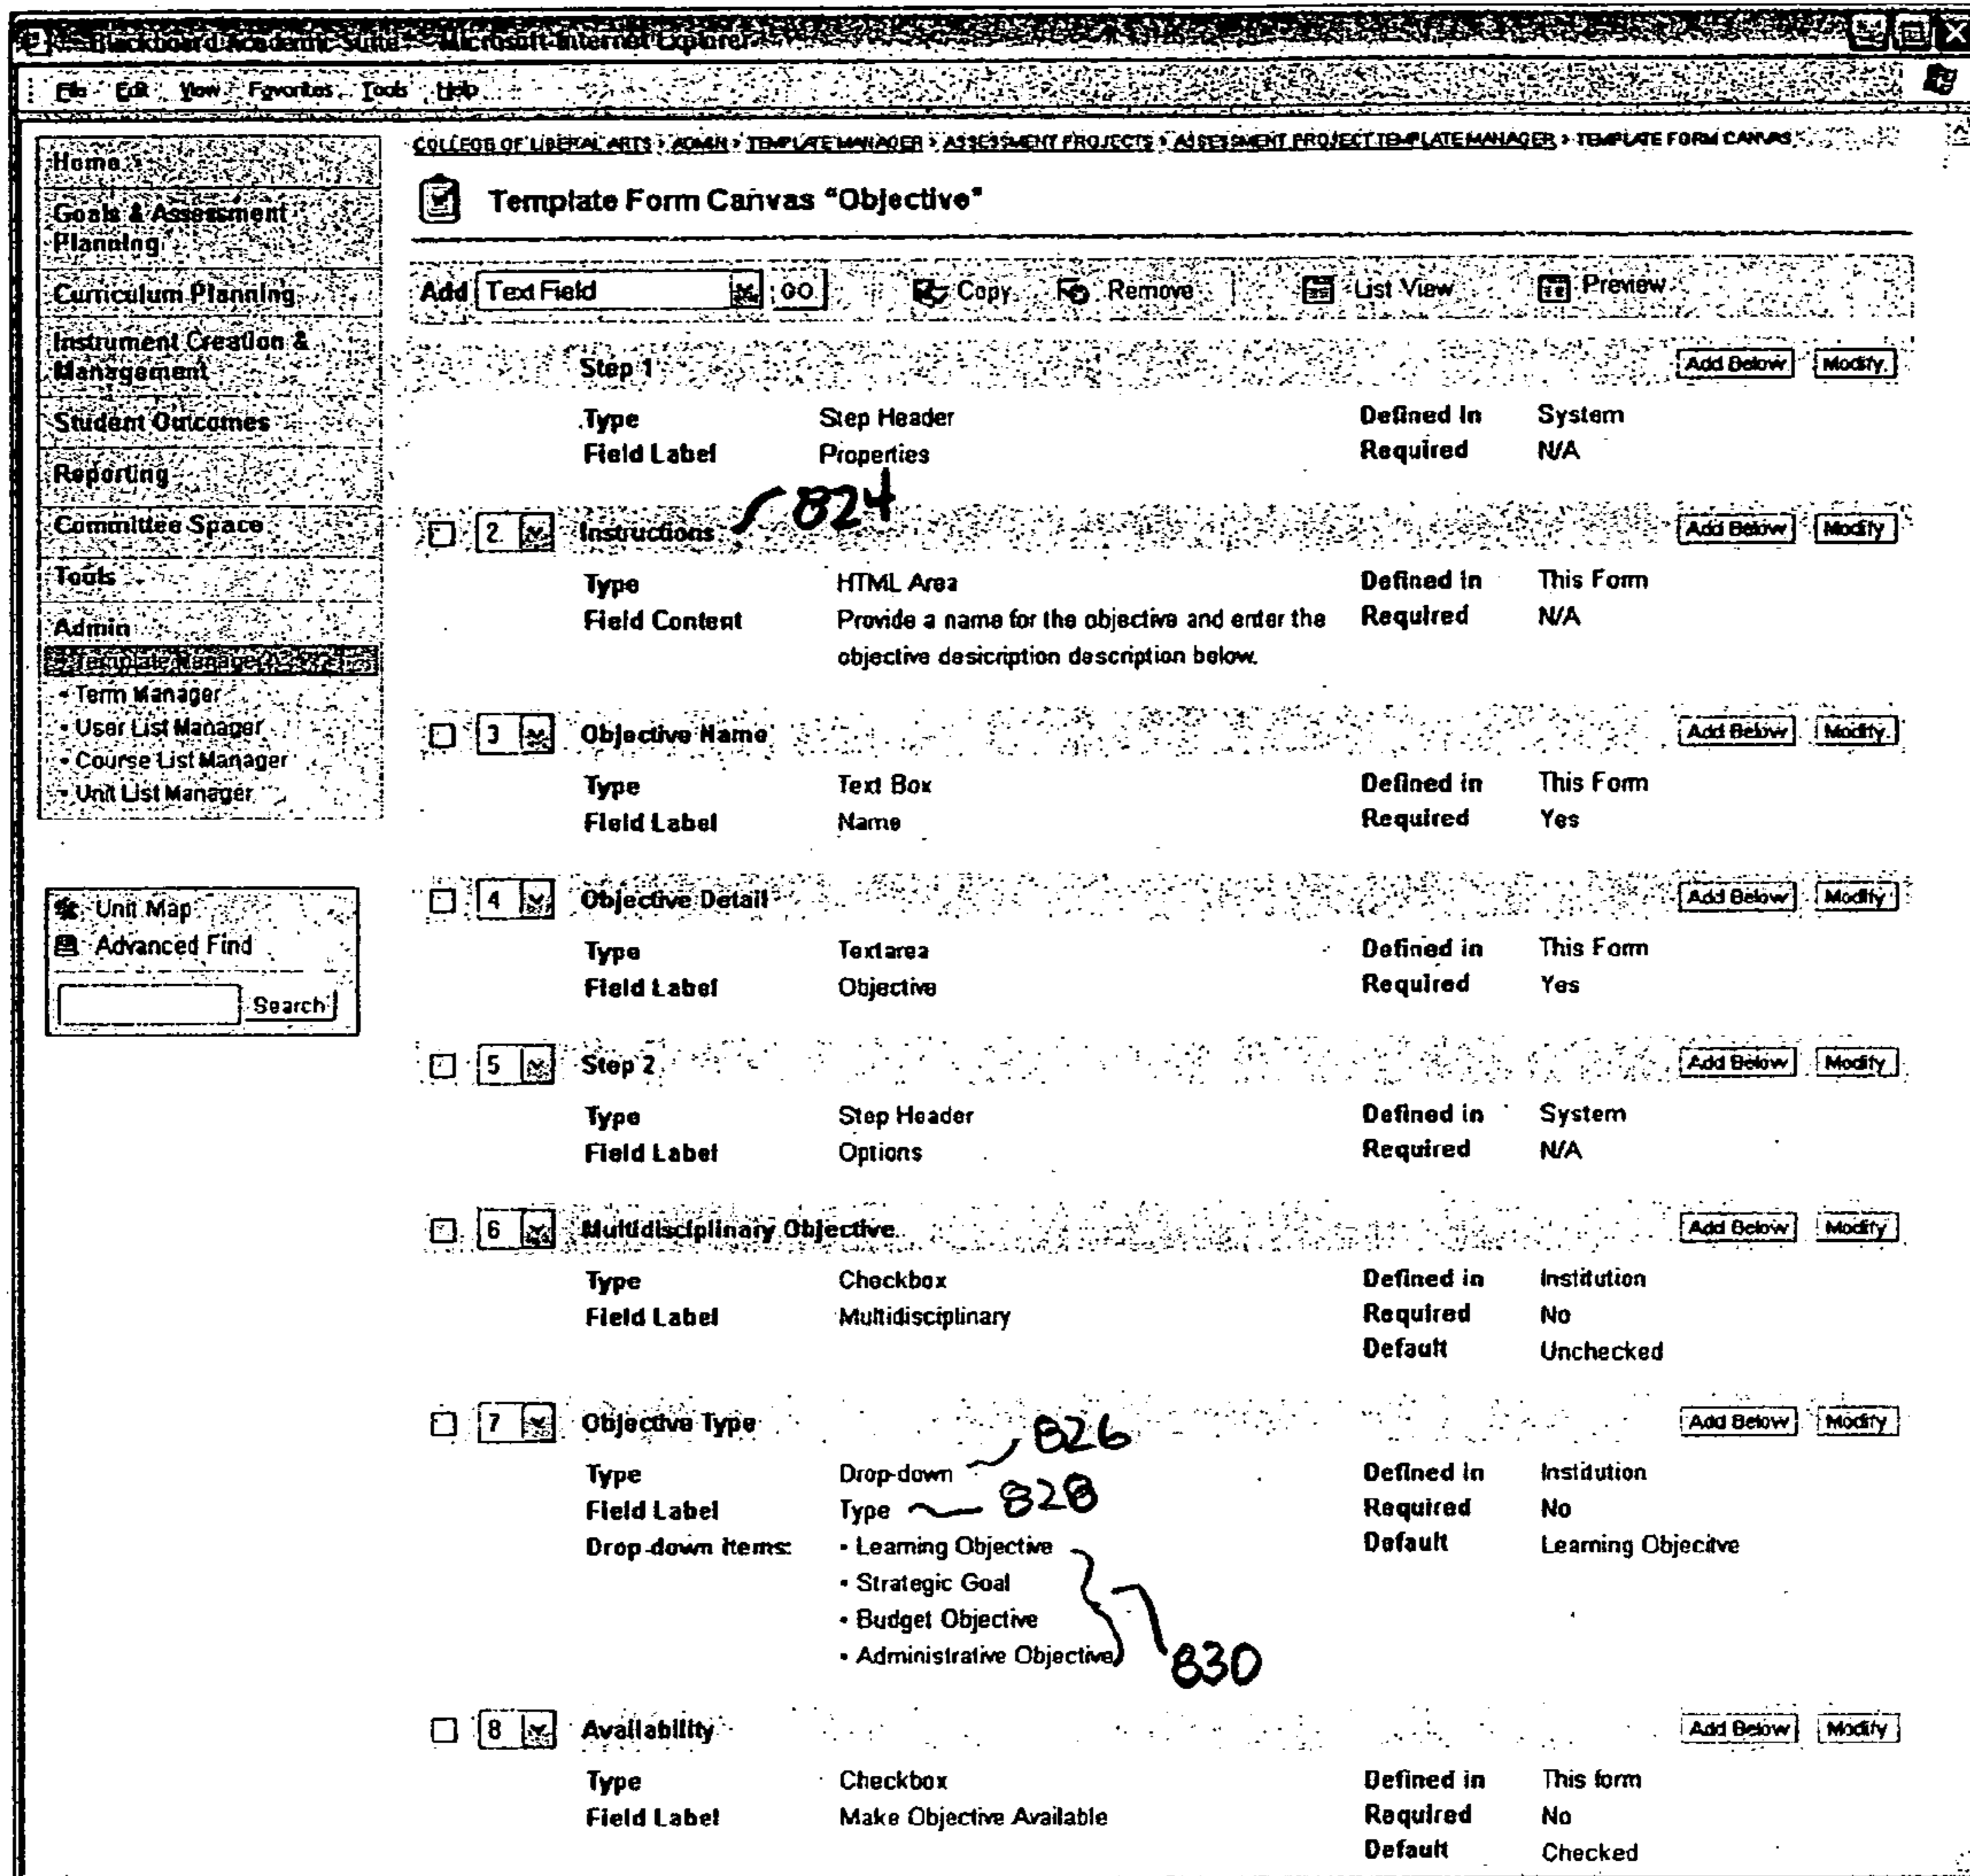 Blackboard Academic Suite - Microsoft Internet Explorer
File Edit View Favorites Tools Help
COLLEGE OF LIBERAL ARTS > ADMIN > TEMPLATE MANAGER > ASSESSMENT PROJECTS > ASSESSMENT PROJECT TEMPLATE MANAGER > TEMPLATE FORM CANVAS
Home
Goals & Assessment
Planning
Curriculum Planning
Instrument Creation &
Management
Student Outcomes
Reporting
Committee Space
Tools
Admin
Template Manager
• Term Manager
• User List Manager
• Course List Manager
• Unit List Manager
Unit Map
Advanced Find
Search
Template Form Canvas "Objective"
Add Text Field GO Copy Remove List View Preview
Step 1 Add Below Modify
Type Step Header Defined In System
Field Label Properties Required N/A
2 Instructions 824 Add Below Modify
Type HTML Area Defined in This Form
Field Content Provide a name for the objective and enter the Required N/A
objective desicription description below.
3 Objective Name Add Below Modify
Type Text Box Defined in This Form
Field Label Name Required Yes
4 Objective Detail Add Below Modify
Type Textarea Defined in This Form
Field Label Objective Required Yes
5 Step 2 Add Below Modify
Type Step Header Defined in System
Field Label Options Required N/A
6 Multidisciplinary Objective Add Below Modify
Type Checkbox Defined in Institution
Field Label Multidisciplinary Required No
Default Unchecked
7 Objective Type Add Below Modify
826
Type Drop-down Defined in Institution
Field Label Type 828 Required No
Drop-down items: • Learning Objective Default Learning Objecitve
• Strategic Goal
• Budget Objective
• Administrative Objective
830
8 Availability Add Below Modify
Type Checkbox Defined in This form
Field Label Make Objective Available Required No
Default Checked